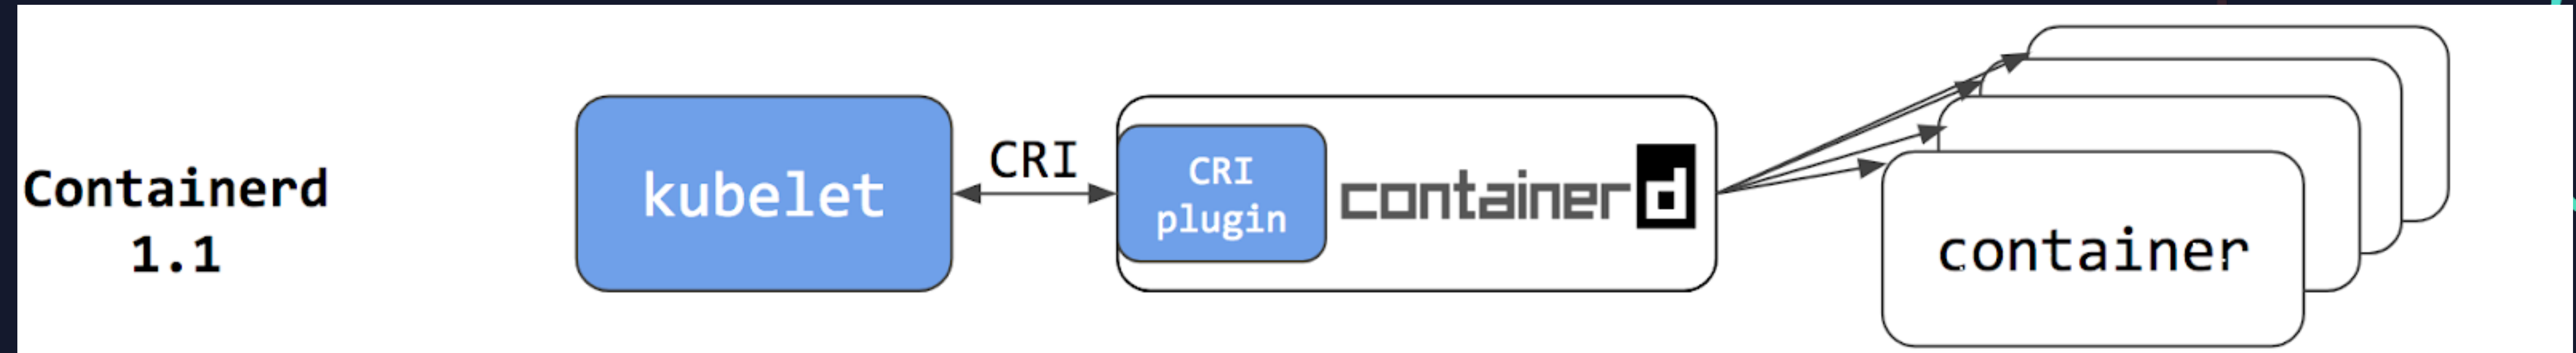 Containerd
1.1
kubelet
CRI
CRI
plugin
containerd
container